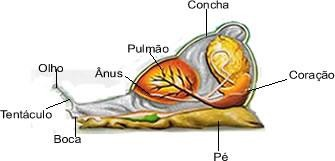 Concha
Pulmão
Olho
Ânus
Coração
Tentáculo
Boca
Pé